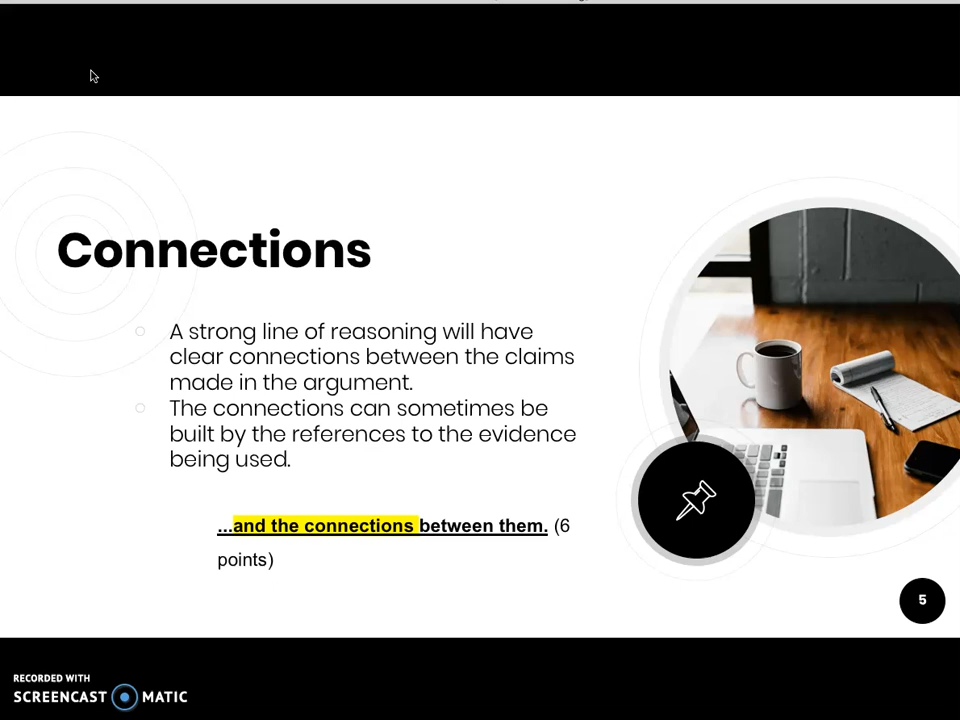 Connections
A strong line of reasoning will have
clear connections between the claims
made in the argument.
The connections can sometimes be
built by the references to the evidence
being used.
...and the connections between them. (6
points)
5
RECORDED WITH
SCREENCAST MATIC